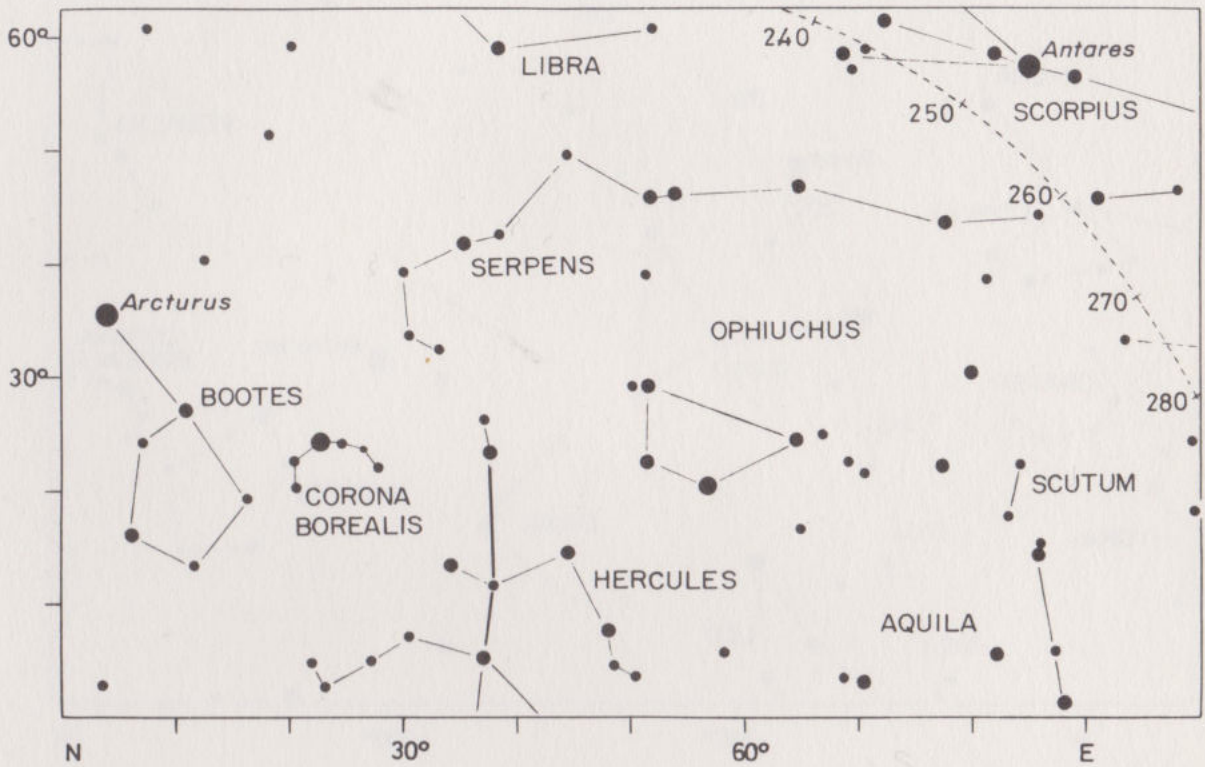 60°
240
Antares
LIBRA
250
SCORPIUS
260
SERPENS
270
Arcturus
OPHIUCHUS
30°
BOOTES
280
CORONA
BOREALIS
SCUTUM
HERCULES
AQUILA
N
30°
60°
E